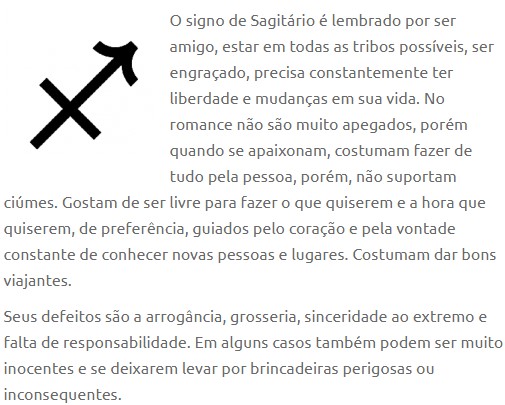 O signo de Sagitário é lembrado por ser
amigo, estar em todas as tribos possíveis, ser
engraçado, precisa constantemente ter
liberdade e mudanças em sua vida. No
romance não são muito apegados, porém
quando se apaixonam, costumam fazer de
tudo pela pessoa, porém, não suportam
ciúmes. Gostam de ser livre para fazer o que quiserem e a hora que
quiserem, de preferência, guiados pelo coração e pela vontade
constante de conhecer novas pessoas e lugares. Costumam dar bons
viajantes.
Seus defeitos são a arrogância, grosseria, sinceridade ao extremo e
falta de responsabilidade. Em alguns casos também podem ser muito
inocentes e se deixarem levar por brincadeiras perigosas ou
inconsequentes.